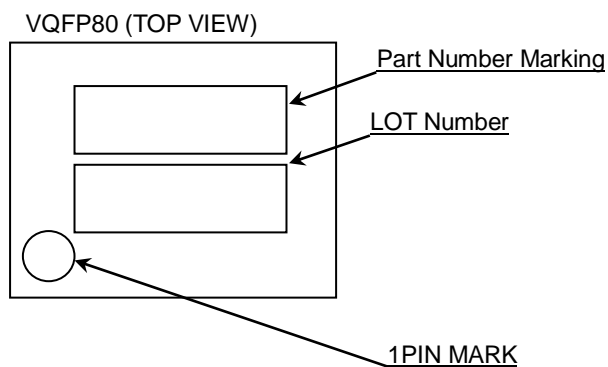 VQFP80 (TOP VIEW)
Part Number Marking
LOT Number
1PIN MARK